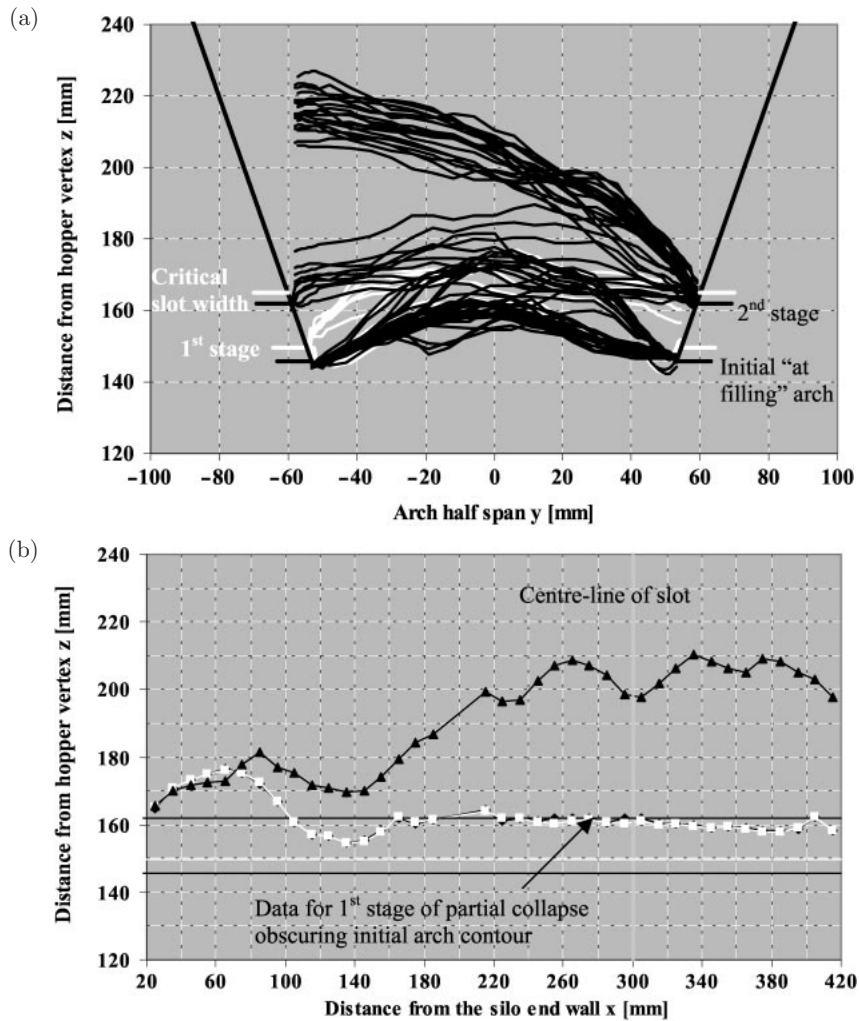 (a)
240
220
200
180
160
140
120
Distance from hopper vertex z [mm]
Critical
slot width
1st stage
2nd stage
Initial “at
filling” arch
−100 −80 −60 −40 −20 0 20 40 60 80 100
Arch half span y [mm]
(b)
240
220
200
180
160
140
120
Distance from hopper vertex z [mm]
Centre-line of slot
Data for 1st stage of partial collapse
obscuring initial arch contour
20 60 100 140 180 220 260 300 340 380 420
Distance from the silo end wall x [mm]